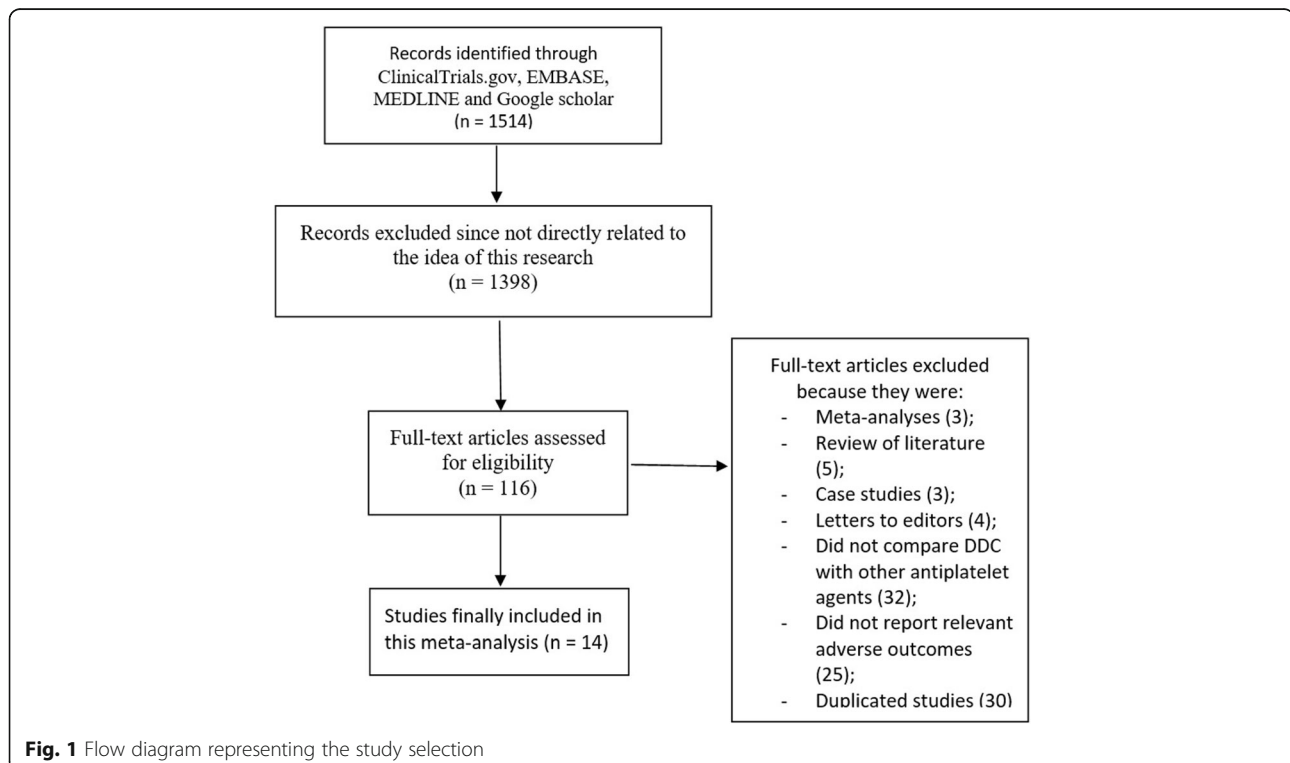 Records identified through
ClinicalTrials.gov, EMBASE,
MEDLINE and Google scholar
(n = 1514)
Records excluded since not directly related to
the idea of this research
(n = 1398)
Full-text articles assessed
for eligibility
(n = 116)
Full-text articles excluded
because they were:
- Meta-analyses (3);
- Review of literature
(5);
- Case studies (3);
- Letters to editors (4);
- Did not compare DDC
with other antiplatelet
agents (32);
- Did not report relevant
adverse outcomes
(25);
- Duplicated studies (30)
Studies finally included in
this meta-analysis (n = 14)
Fig. 1 Flow diagram representing the study selection